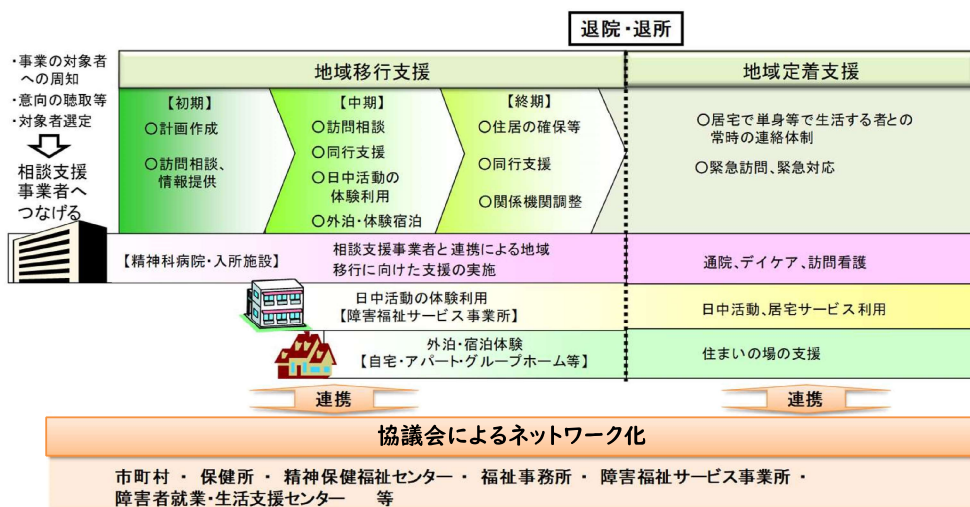 退院・退所
・事業の対象者
への周知
・意向の聴取等
・対象者選定
相談支援
事業者へ
つなげる
地域移行支援
地域定着支援
【初期】
〇計画作成
〇訪問相談、
情報提供
【中期】
〇訪問相談
〇同行支援
〇日中活動の
体験利用
〇外泊・体験宿泊
【終期】
〇住居の確保等
〇同行支援
〇関係機関調整
〇居宅で単身等で生活する者との
常時の連絡体制
〇緊急訪問、緊急対応
【精神科病院・入所施設】
相談支援事業者と連携による地域
移行に向けた支援の実施
通院、デイケア、訪問看護
日中活動の体験利用
【障害福祉サービス事業所】
日中活動、居宅サービス利用
外泊・宿泊体験
【自宅・アパート・グループホーム等】
住まいの場の支援
連携
連携
協議会によるネットワーク化
市町村 ・ 保健所 ・ 精神保健福祉センター ・ 福祉事務所 ・ 障害福祉サービス事業所 ・
障害者就業・生活支援センター 等